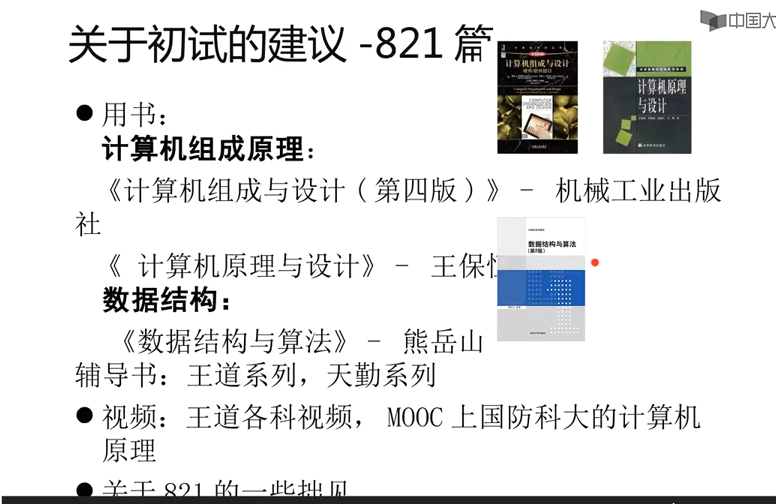 关于初试的建议 -821 篇
中国大
用书：
计算机组成原理：
《计算机组成与设计（第四版）》－ 机械工业出版
社
《 计算机原理与设计》－ 王保恒
数据结构：
《数据结构与算法》－ 熊岳山
辅导书：王道系列，天勤系列
视频：王道各科视频， MOOC 上国防科大的计算机
原理
关于 821 的一些拙见
计算机组成与设计
硬件/软件接口
COMPUTER
ORGANIZATION
AND DESIGN
计算机原理
与设计
数据结构与算法
（第2版）